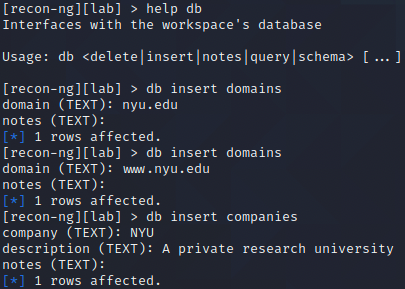 [recon-ng][lab] > help db
Interfaces with the workspace's database
Usage: db <delete|insert|notes|query|schema> [...]
[recon-ng][lab] > db insert domains
domain (TEXT): nyu.edu
notes (TEXT):
[*] 1 rows affected.
[recon-ng][lab] > db insert domains
domain (TEXT): www.nyu.edu
notes (TEXT):
[*] 1 rows affected.
[recon-ng][lab] > db insert companies
company (TEXT): NYU
description (TEXT): A private research university
notes (TEXT):
[*] 1 rows affected.